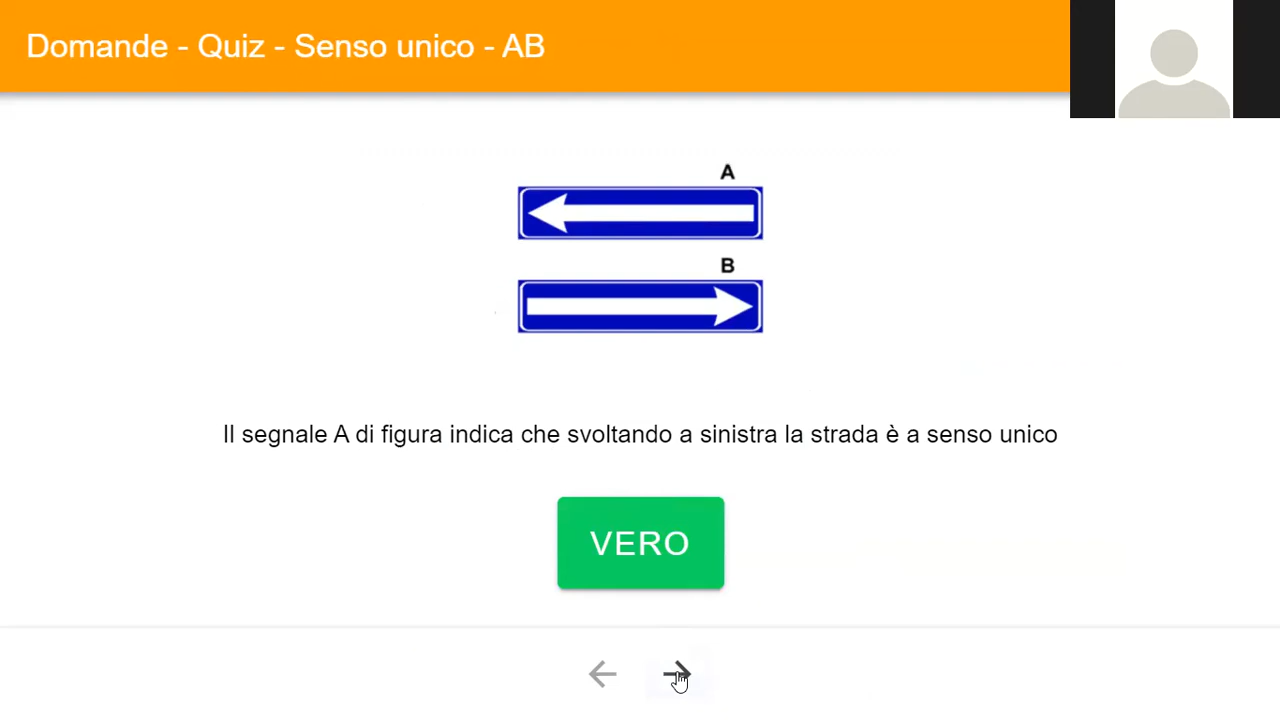 Domande - Quiz - Senso unico - AB
A
B
Il segnale A di figura indica che svoltando a sinistra la strada è a senso unico
VERO